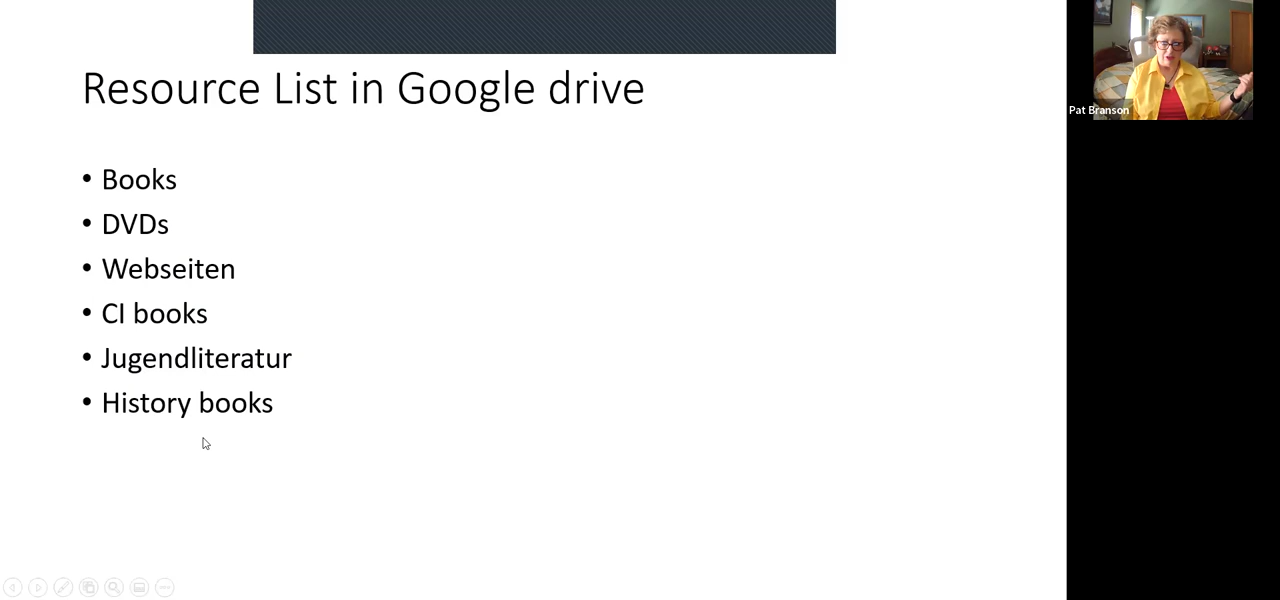 Resource List in Google drive
• Books
• DVDs
• Webseiten
• CI books
• Jugendliteratur
• History books
Pat Branson